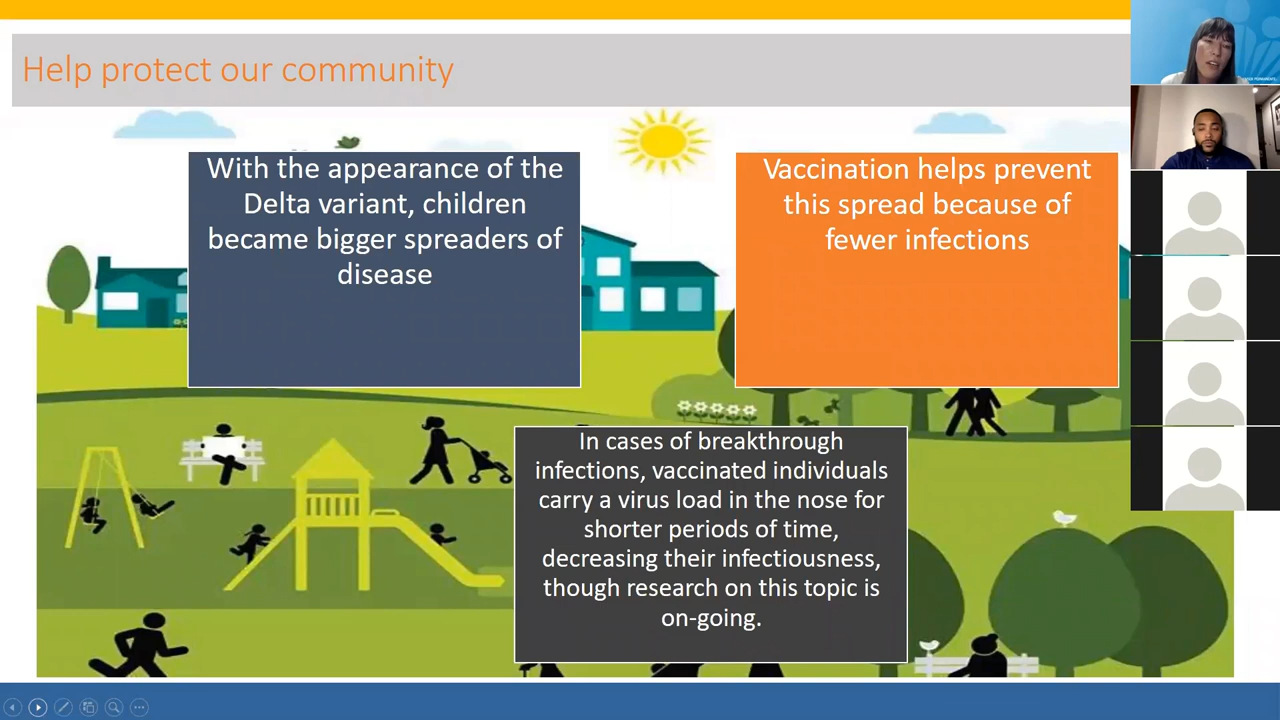 Help protect our community
With the appearance of the
Delta variant, children
became bigger spreaders of
disease
Vaccination helps prevent
this spread because of
fewer infections
In cases of breakthrough
infections, vaccinated individuals
carry a virus load in the nose for
shorter periods of time,
decreasing their infectiousness,
though research on this topic is
on-going.